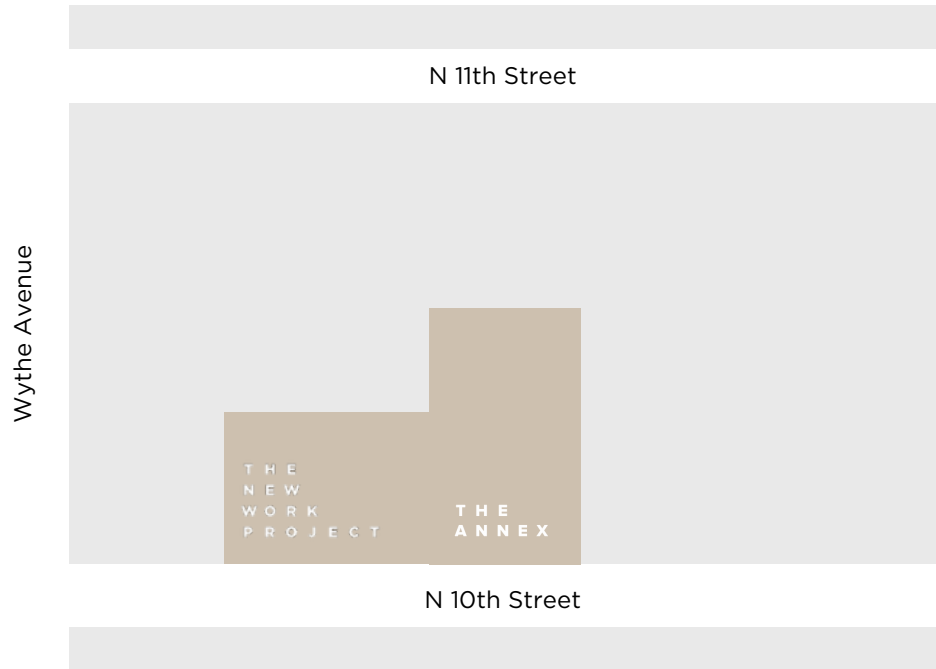 N 11th Street
Wythe Avenue
THE
NEW
WORK
PROJECT
THE
ANNEX
N 10th Street